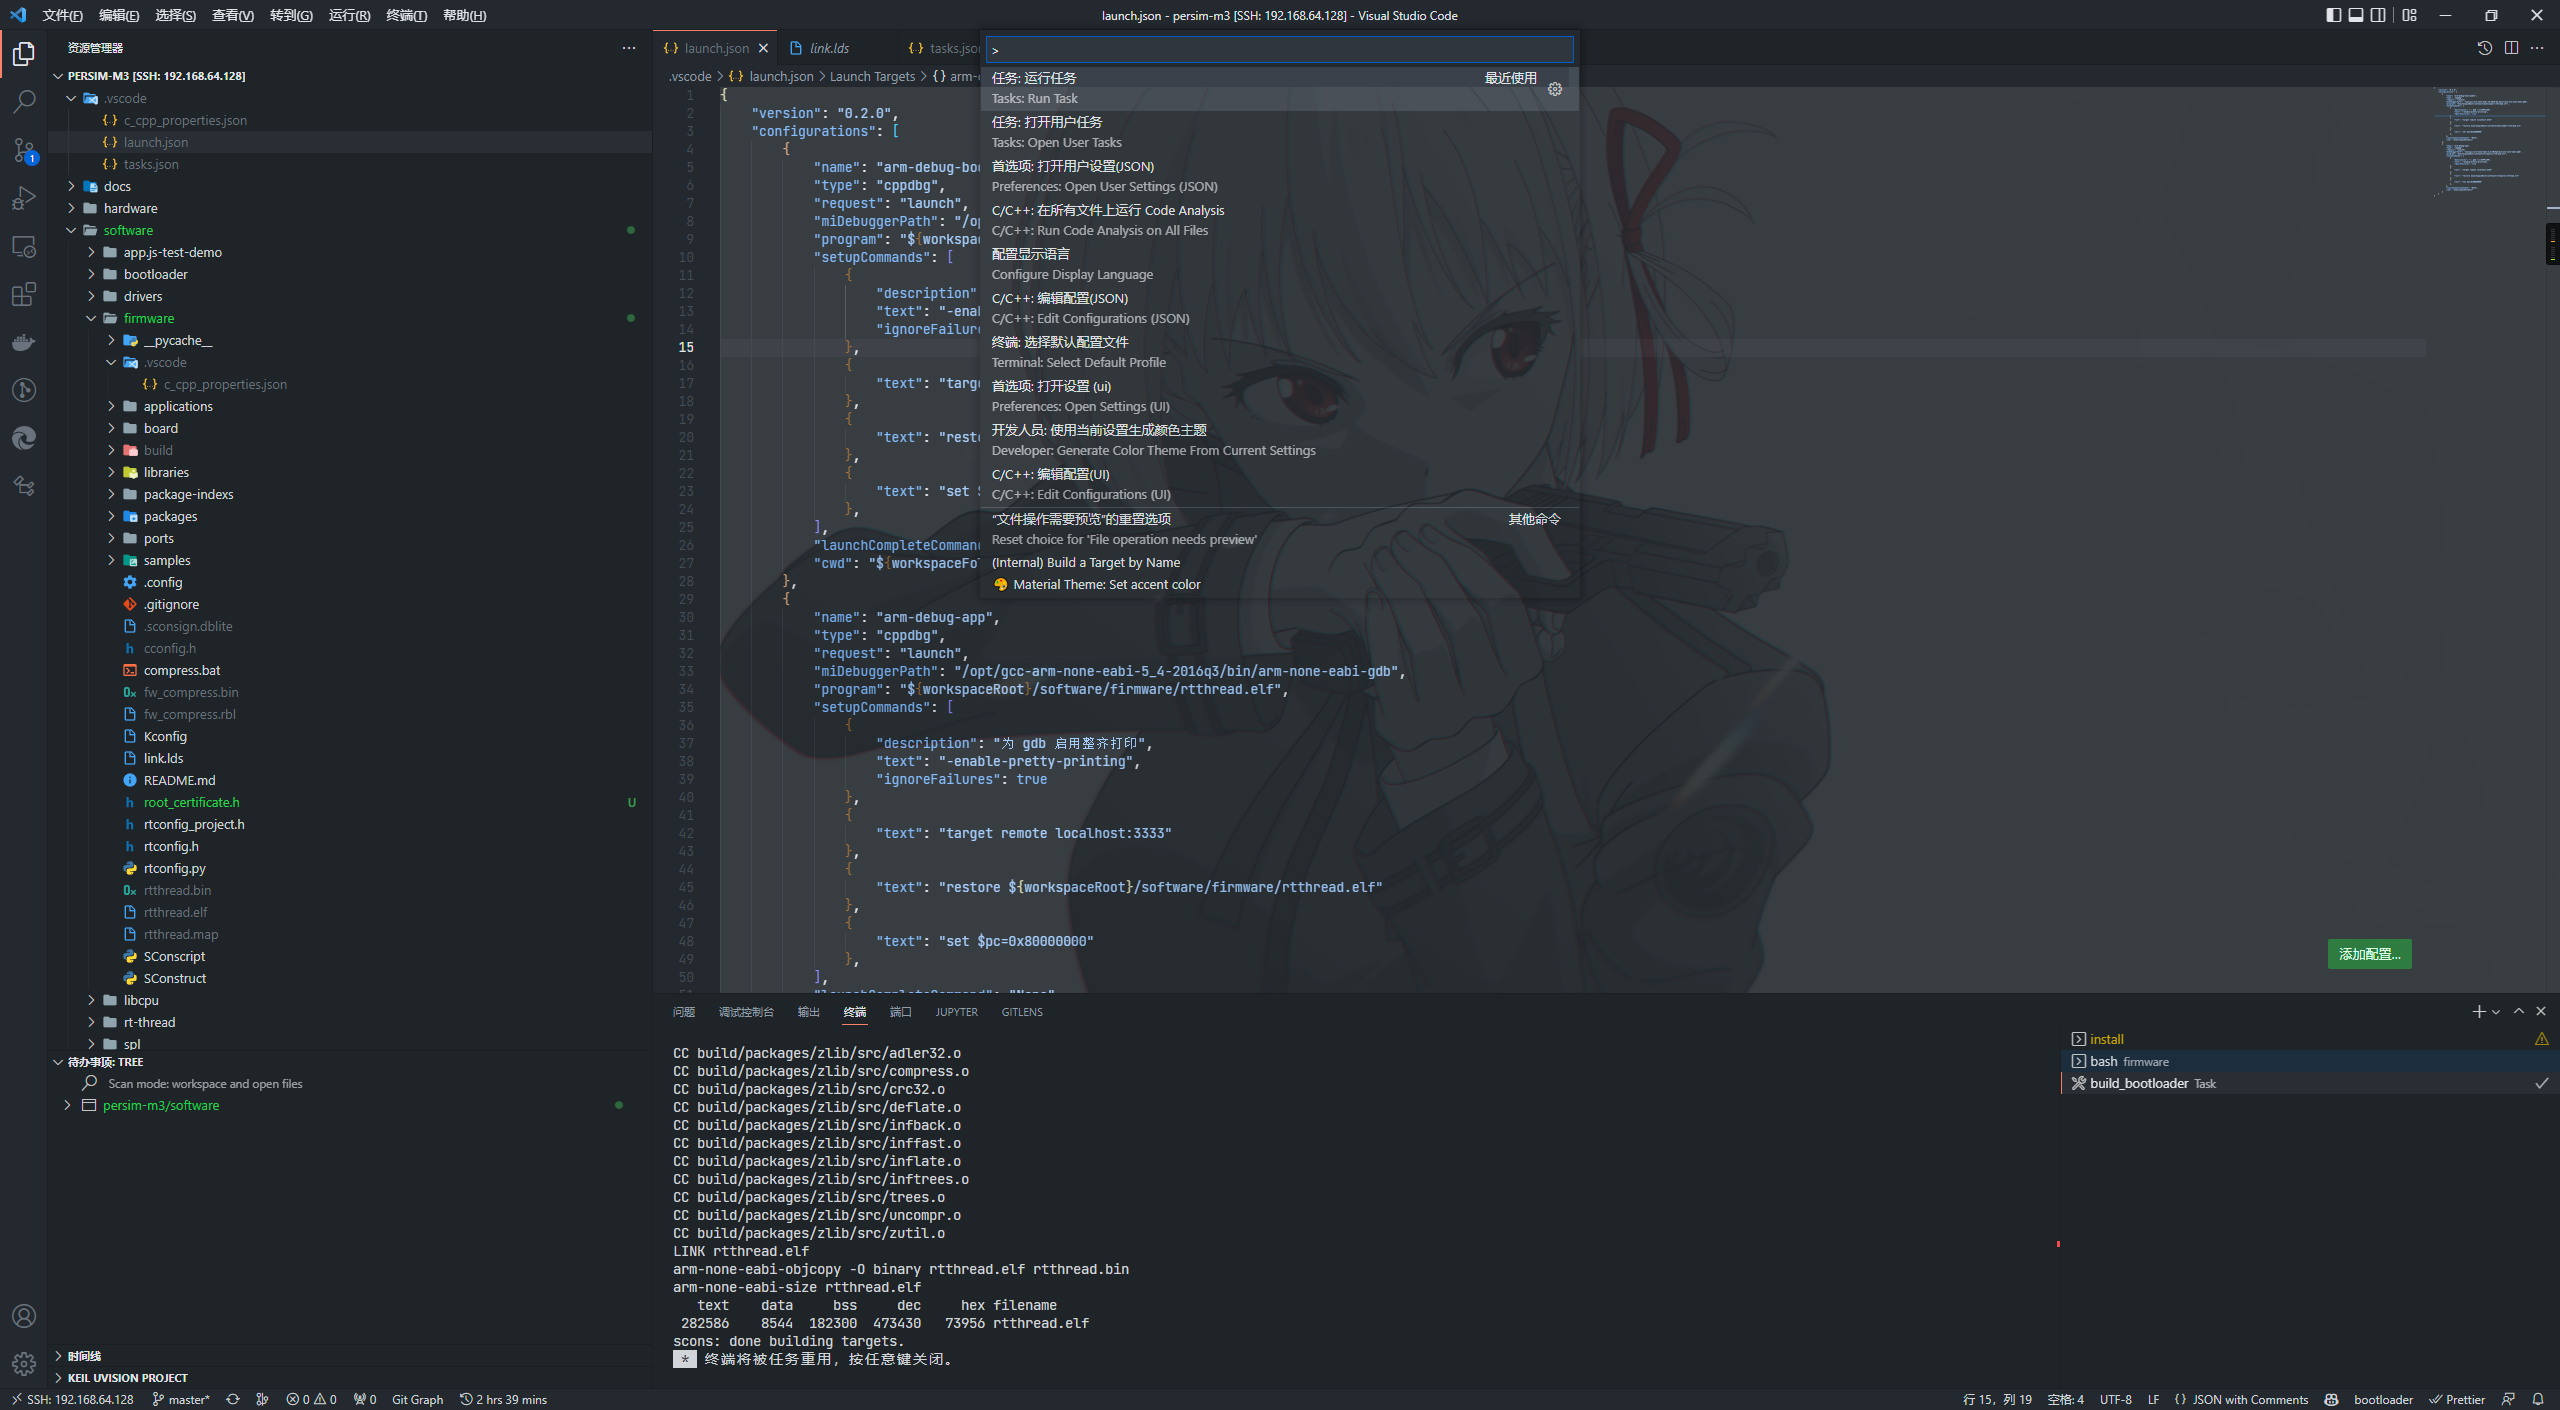 文件(F) 编辑(E) 选择(S) 查看(V) 转到(G) 运行(R) 终端(T) 帮助(H)
launch.json - persim-m3 [SSH: 192.168.64.128] - Visual Studio Code
资源管理器
PERSIM-M3 [SSH: 192.168.64.128]
.vscode
c_cpp_properties.json
launch.json
tasks.json
docs
hardware
software
app.js-test-demo
bootloader
drivers
firmware
__pycache__
.vscode
c_cpp_properties.json
applications
board
build
libraries
package-indexs
packages
ports
samples
.config
.gitignore
.sconsign.dblite
cconfig.h
compress.bat
fw_compress.bin
fw_compress.rbl
Kconfig
link.lds
README.md
root_certificate.h U
rtconfig_project.h
rtconfig.h
rtconfig.py
rtthread.bin
rtthread.elf
rtthread.map
SConscript
SConstruct
libcpu
rt-thread
spl
待办事项: TREE
Scan mode: workspace and open files
persim-m3/software
时间线
KEIL UVISION PROJECT
launch.json link.lds tasks.json
.vscode > launch.json > Launch Targets > {} arm-
>
任务: 运行任务 最近使用
Tasks: Run Task
任务: 打开用户任务
Tasks: Open User Tasks
首选项: 打开用户设置(JSON)
Preferences: Open User Settings (JSON)
C/C++: 在所有文件上运行 Code Analysis
C/C++: Run Code Analysis on All Files
配置显示语言
Configure Display Language
C/C++: 编辑配置(JSON)
C/C++: Edit Configurations (JSON)
终端: 选择默认配置文件
Terminal: Select Default Profile
首选项: 打开设置 (ui)
Preferences: Open Settings (UI)
开发人员: 使用当前设置生成颜色主题
Developer: Generate Color Theme From Current Settings
C/C++: 编辑配置(UI)
C/C++: Edit Configurations (UI)
"文件操作需要预览"的重置选项 其他命令
Reset choice for 'File operation needs preview'
(Internal) Build a Target by Name
Material Theme: Set accent color
1 {
2 "version": "0.2.0",
3 "configurations": [
4 {
5 "name": "arm-debug-boo
6 "type": "cppdbg",
7 "request": "launch",
8 "miDebuggerPath": "/op
9 "program": "${workspac
10 "setupCommands": [
11 {
12 "description"
13 "text": "-enab
14 "ignoreFailure
15 },
16 {
17 "text": "targe
18 },
19 {
20 "text": "resto
21 },
22 {
23 "text": "set $
24 },
25 ],
26 "launchCompleteComman
27 "cwd": "${workspaceFol
28 },
29 {
30 "name": "arm-debug-app",
31 "type": "cppdbg",
32 "request": "launch",
33 "miDebuggerPath": "/opt/gcc-arm-none-eabi-5_4-2016q3/bin/arm-none-eabi-gdb",
34 "program": "${workspaceRoot}/software/firmware/rtthread.elf",
35 "setupCommands": [
36 {
37 "description": "为 gdb 启用整齐打印",
38 "text": "-enable-pretty-printing",
39 "ignoreFailures": true
40 },
41 {
42 "text": "target remote localhost:3333"
43 },
44 {
45 "text": "restore ${workspaceRoot}/software/firmware/rtthread.elf"
46 },
47 {
48 "text": "set $pc=0x80000000"
49 },
50 ],
添加配置...
问题 调试控制台 输出 终端 端口 JUPYTER GITLENS
CC build/packages/zlib/src/adler32.o
CC build/packages/zlib/src/compress.o
CC build/packages/zlib/src/crc32.o
CC build/packages/zlib/src/deflate.o
CC build/packages/zlib/src/infback.o
CC build/packages/zlib/src/inffast.o
CC build/packages/zlib/src/inflate.o
CC build/packages/zlib/src/inftrees.o
CC build/packages/zlib/src/trees.o
CC build/packages/zlib/src/uncompr.o
CC build/packages/zlib/src/zutil.o
LINK rtthread.elf
arm-none-eabi-objcopy -O binary rtthread.elf rtthread.bin
arm-none-eabi-size rtthread.elf
text data bss dec hex filename
282586 8544 182300 473430 73956 rtthread.elf
scons: done building targets.
* 终端将被任务重用，按任意键关闭。
install
bash firmware
build_bootloader Task
SSH: 192.168.64.128 master* 0 0 0 Git Graph 2 hrs 39 mins
行 15，列 19 空格: 4 UTF-8 LF {} JSON with Comments bootloader Prettier